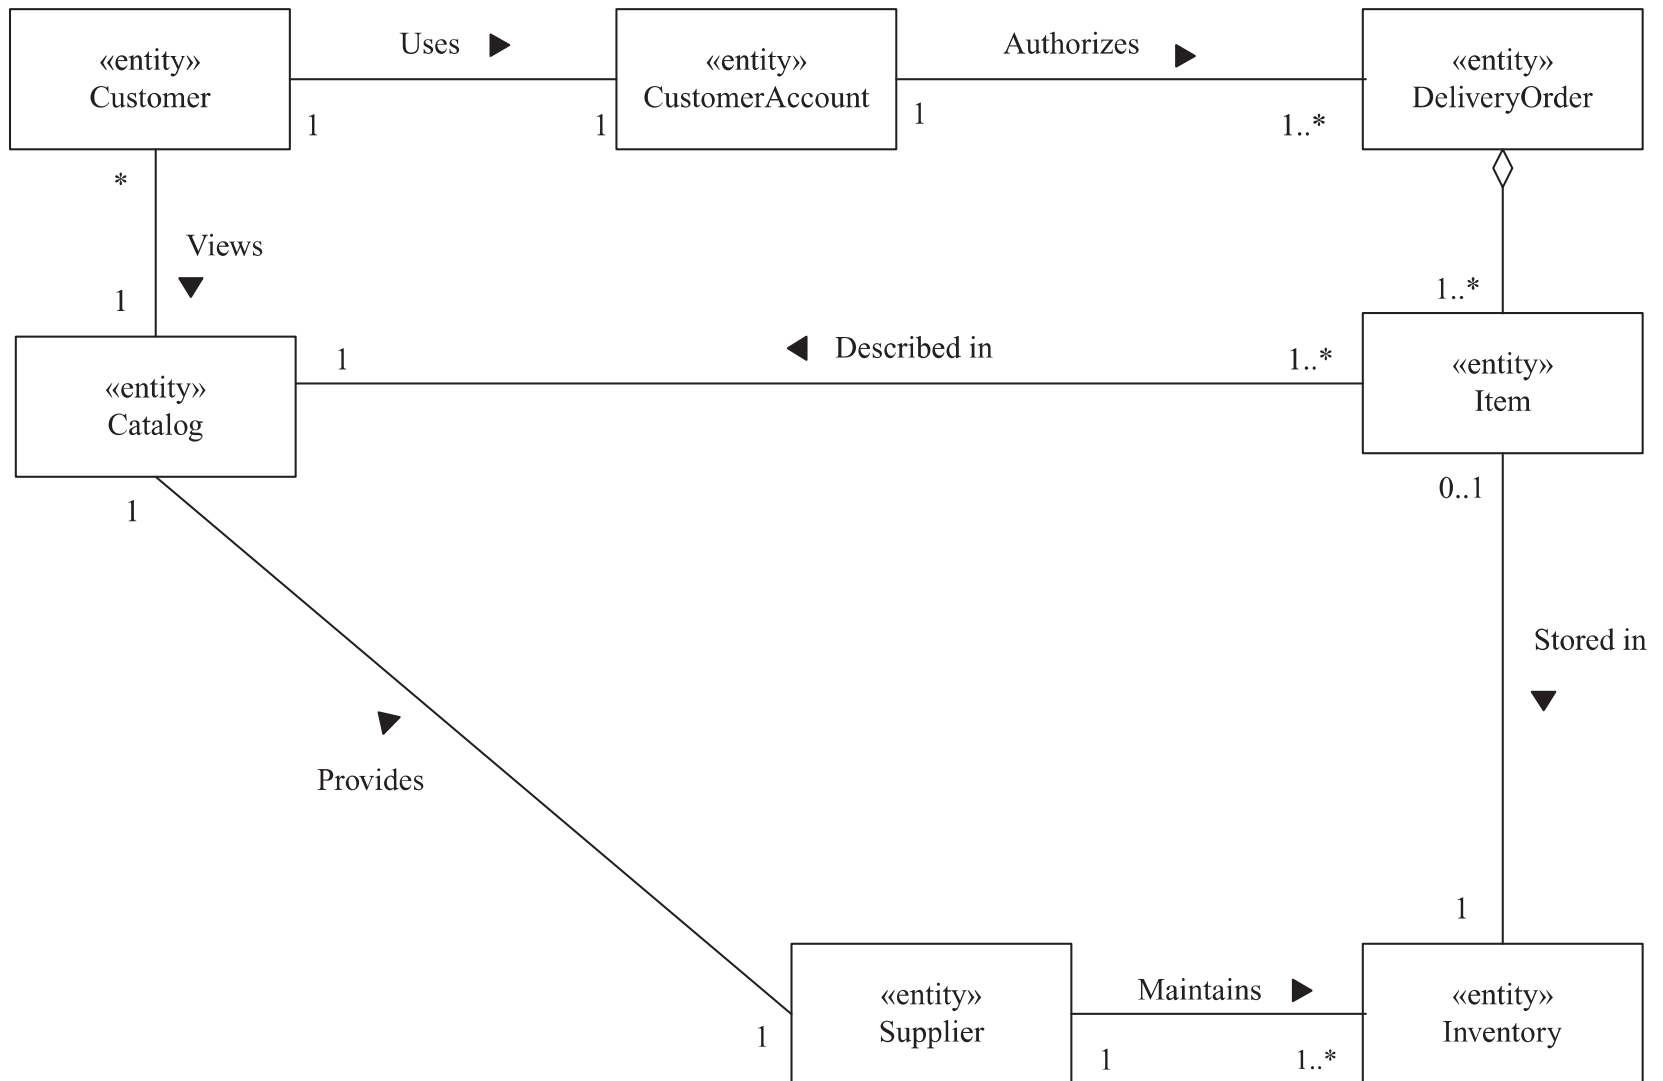 «entity»
Customer
Uses ▶
1
1
«entity»
CustomerAccount
Authorizes ▶
1
1..*
«entity»
DeliveryOrder
*
Views
▼
1
1..*
«entity»
Catalog
1
◀ Described in
1..*
«entity»
Item
1
0..1
Provides
Stored in
▼
1
1
«entity»
Supplier
Maintains ▶
1
1..*
«entity»
Inventory